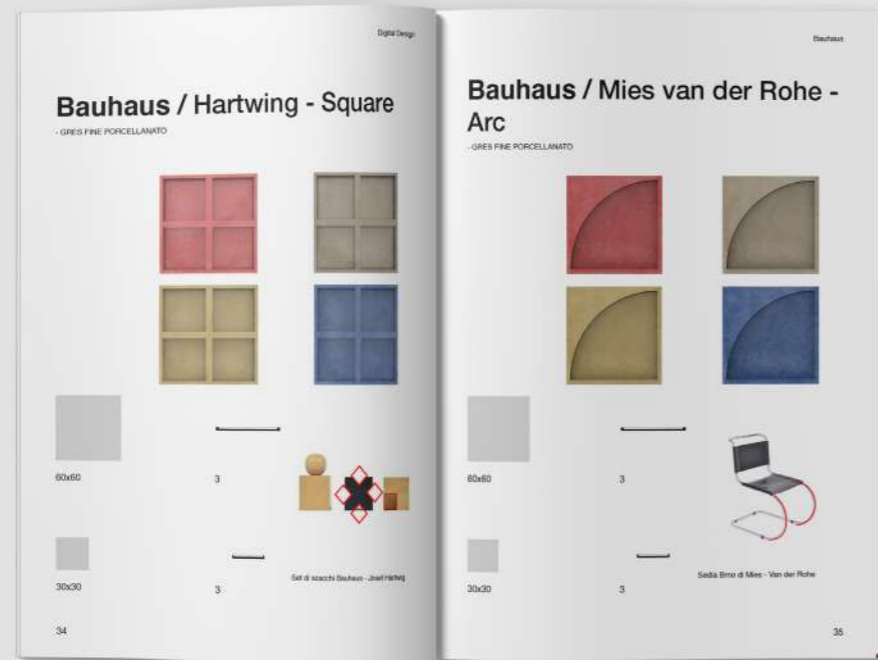 Digital Design
Bauhaus / Hartwing - Square
- GRES FINE PORCELLANATO
60x60
3
30x30
3
Set di scacchi Bauhaus - Josef Hartwig
34
Bauhaus
Bauhaus / Mies van der Rohe -
Arc
- GRES FINE PORCELLANATO
60x60
3
30x30
3
Sedia Brno di Mies - Van der Rohe
35